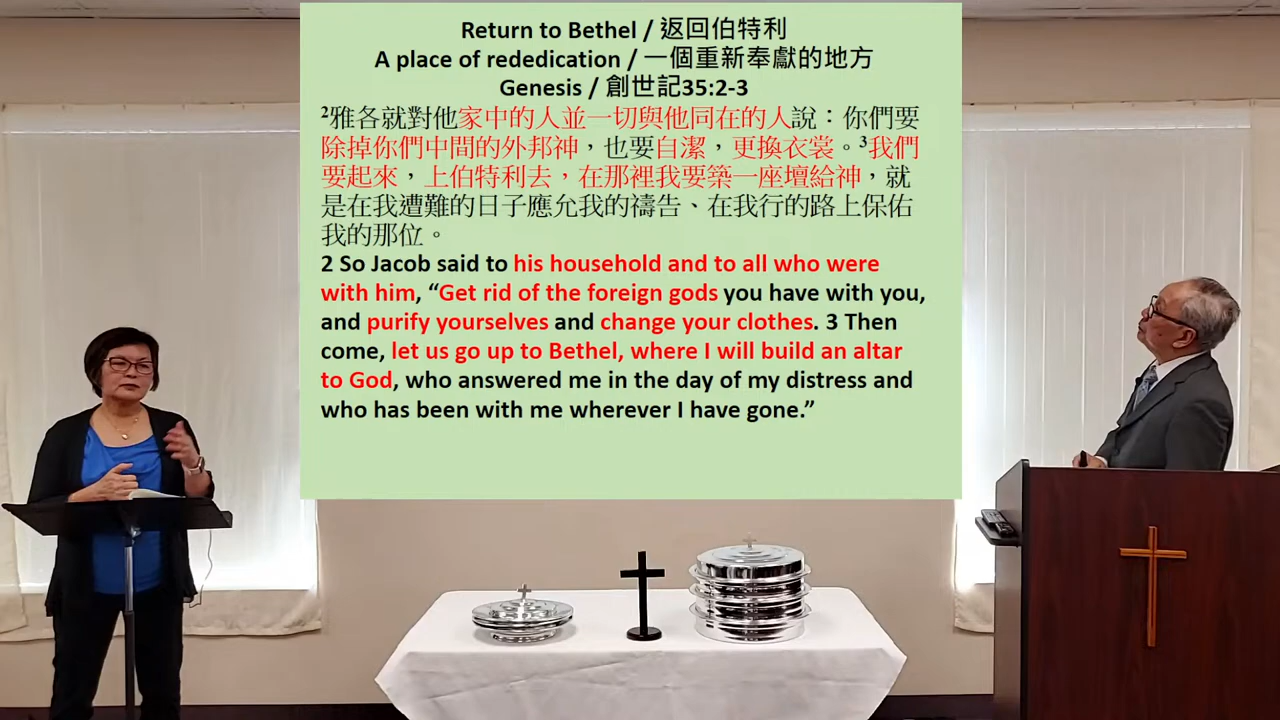 Return to Bethel / 返回伯特利
A place of rededication / 一個重新奉獻的地方
Genesis / 創世記35:2-3
²雅各就對他家中的人並一切與他同在的人說：你們要
除掉你們中間的外邦神，也要自潔，更換衣裳。³我們
要起來，上伯特利去，在那裡我要築一座壇給神，就
是在我遭難的日子應允我的禱告、在我行的路上保佑
我的那位。
2 So Jacob said to his household and to all who were
with him, “Get rid of the foreign gods you have with you,
and purify yourselves and change your clothes. 3 Then
come, let us go up to Bethel, where I will build an altar
to God, who answered me in the day of my distress and
who has been with me wherever I have gone.”